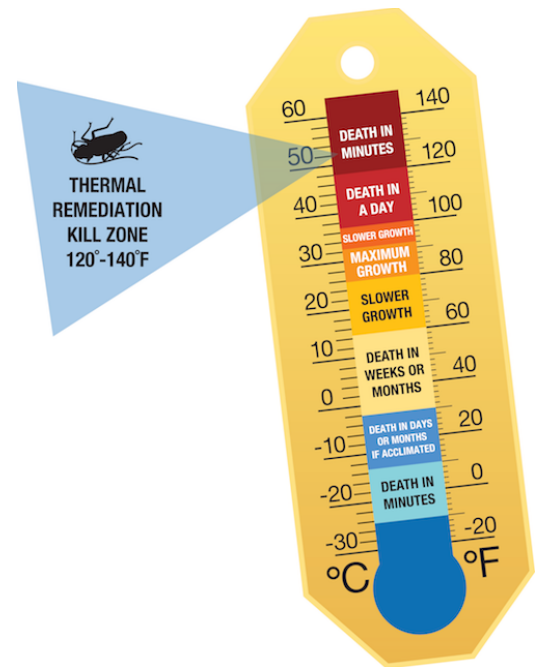 THERMAL
REMEDIATION
KILL ZONE
120°-140°F
60
140
DEATH IN
MINUTES
50
120
DEATH IN
A DAY
40
100
SLOWER GROWTH
30
MAXIMUM
GROWTH
80
20
SLOWER
GROWTH
60
10
DEATH IN
WEEKS OR
MONTHS
40
0
DEATH IN DAYS
OR MONTHS
IF ACCLIMATED
20
-10
DEATH IN
MINUTES
0
-20
-20
-30
°C
°F